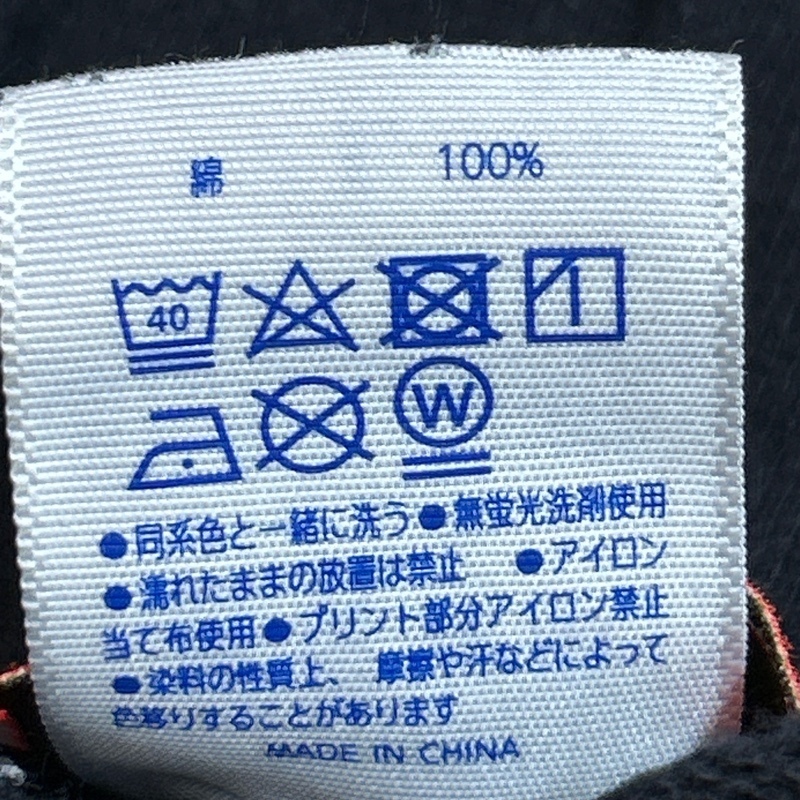 綿 100%
40
W
●同系色と一緒に洗う●無蛍光洗剤使用
●濡れたままの放置は禁止 ●アイロン
当て布使用●プリント部分アイロン禁止
●染料の性質上、 摩擦や汗などによって
色移りすることがあります
MADE IN CHINA